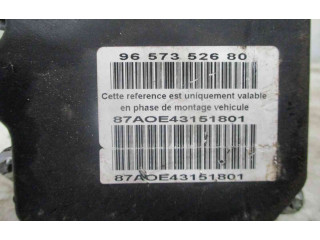 96 573 526 80
Cette reference est uniquement valable
en phase de montage vehicule
87AOE43151801
87AOE43151801